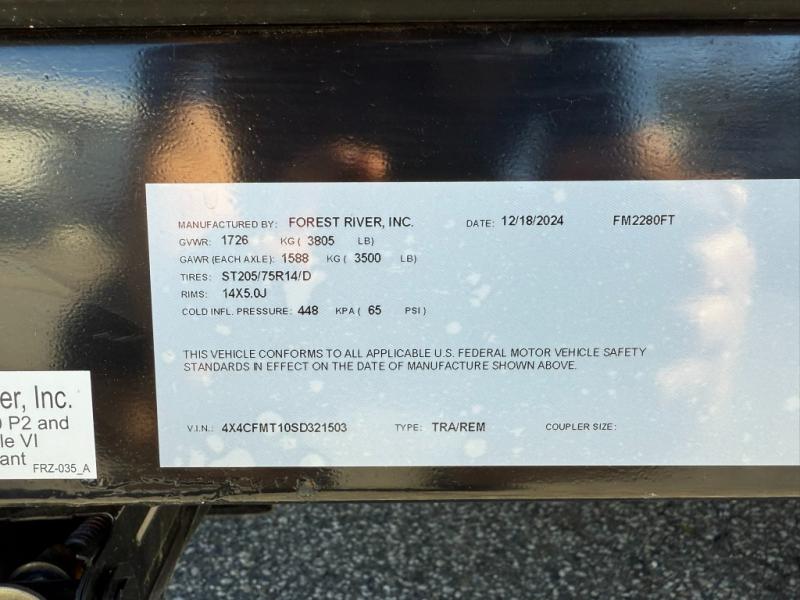 MANUFACTURED BY: FOREST RIVER, INC. DATE: 12/18/2024 FM2280FT
GVWR: 1726 KG ( 3805 LB)
GAWR (EACH AXLE): 1588 KG ( 3500 LB)
TIRES: ST205/75R14/D
RIMS: 14X5.0J
COLD INFL. PRESSURE: 448 KPA ( 65 PSI )
THIS VEHICLE CONFORMS TO ALL APPLICABLE U.S. FEDERAL MOTOR VEHICLE SAFETY
STANDARDS IN EFFECT ON THE DATE OF MANUFACTURE SHOWN ABOVE.
V.I.N.: 4X4CFMT10SD321503 TYPE: TRA/REM COUPLER SIZE:
er, Inc.
P2 and
le VI
ant
FRZ-035_A